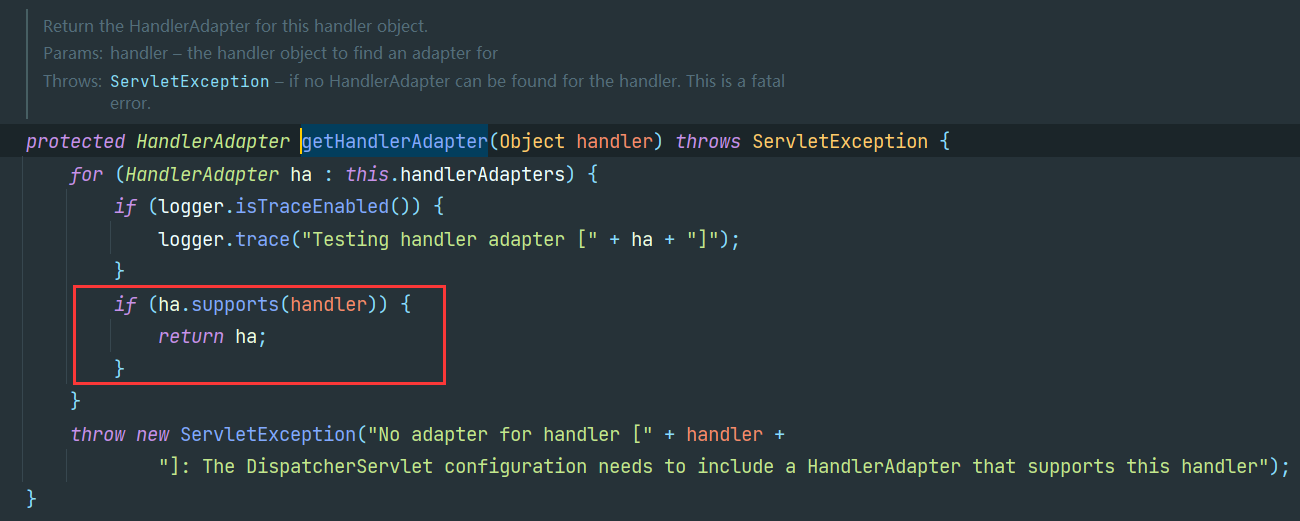 Return the HandlerAdapter for this handler object.
Params: handler – the handler object to find an adapter for
Throws: ServletException – if no HandlerAdapter can be found for the handler. This is a fatal
error.
protected HandlerAdapter getHandlerAdapter(Object handler) throws ServletException {
for (HandlerAdapter ha : this.handlerAdapters) {
if (logger.isTraceEnabled()) {
logger.trace("Testing handler adapter [" + ha + "]");
}
if (ha.supports(handler)) {
return ha;
}
}
throw new ServletException("No adapter for handler [" + handler +
"]: The DispatcherServlet configuration needs to include a HandlerAdapter that supports this handler");
}